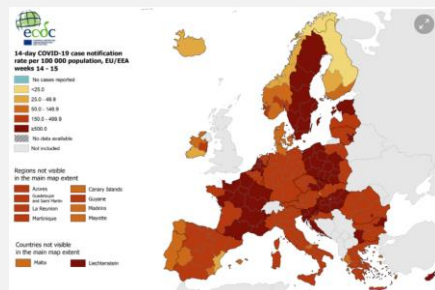 ecdc
14-day COVID-19 case notification
rate per 100 000 population, EU/EEA
weeks 14 - 15
No cases reported
<25.0
25.0 - 49.9
50.0 - 149.9
150.0 - 499.9
≥500.0
No data available
Not included
Regions not visible
in the main map extent
Azores
Canary Islands
Guadeloupe
and Saint Martin
Guyane
La Reunion
Madeira
Martinique
Mayotte
Countries not visible
in the main map extent
Malta
Liechtenstein